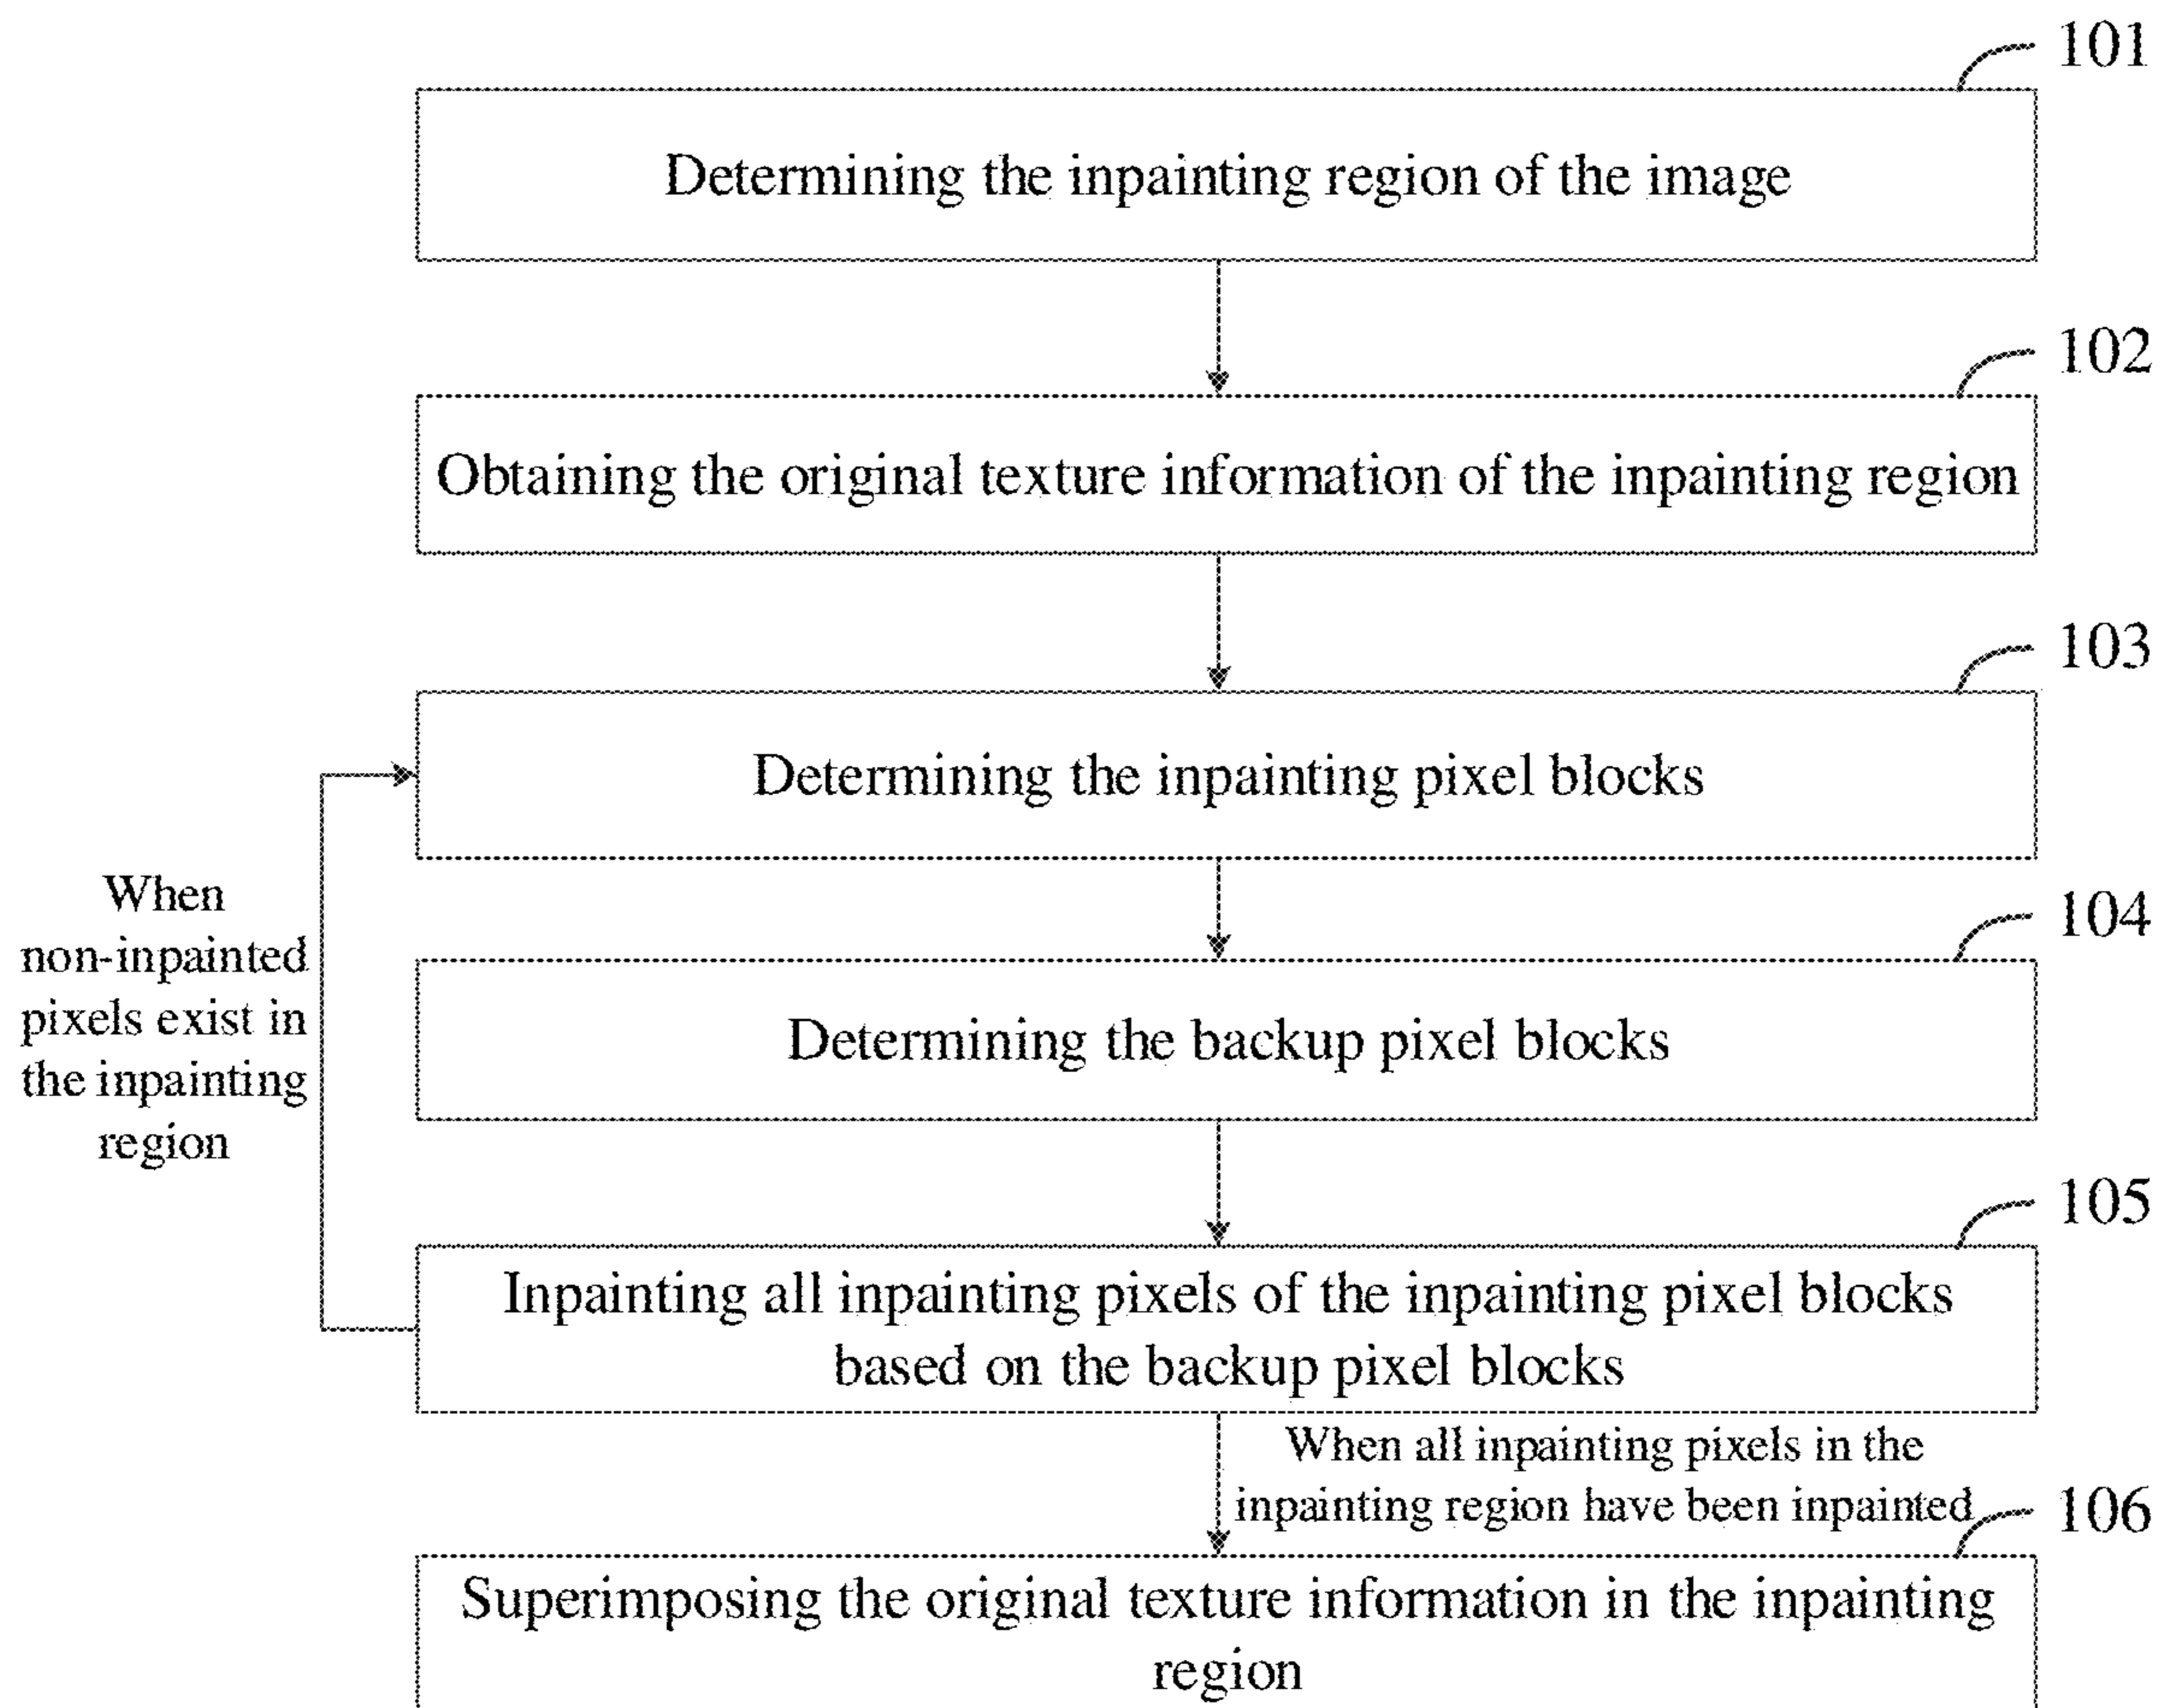 101
Determining the inpainting region of the image
102
Obtaining the original texture information of the inpainting region
103
Determining the inpainting pixel blocks
When
non-inpainted
pixels exist in
the inpainting
region
104
Determining the backup pixel blocks
105
Inpainting all inpainting pixels of the inpainting pixel blocks
based on the backup pixel blocks
When all inpainting pixels in the
inpainting region have been inpainted
106
Superimposing the original texture information in the inpainting
region